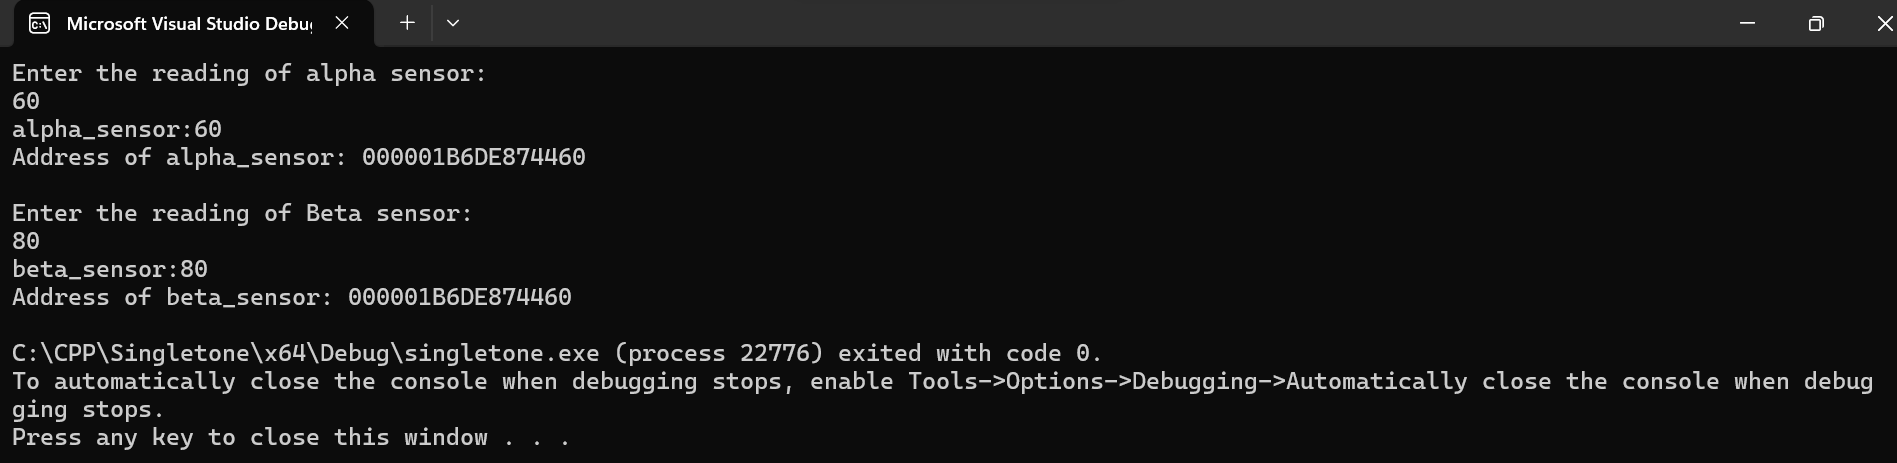 Microsoft Visual Studio Debu
Enter the reading of alpha sensor:
60
alpha_sensor:60
Address of alpha_sensor: 000001B6DE874460
Enter the reading of Beta sensor:
80
beta_sensor:80
Address of beta_sensor: 000001B6DE874460
C:\CPP\Singletone\x64\Debug\singletone.exe (process 22776) exited with code 0.
To automatically close the console when debugging stops, enable Tools->Options->Debugging->Automatically close the console when debug
ging stops.
Press any key to close this window . . .